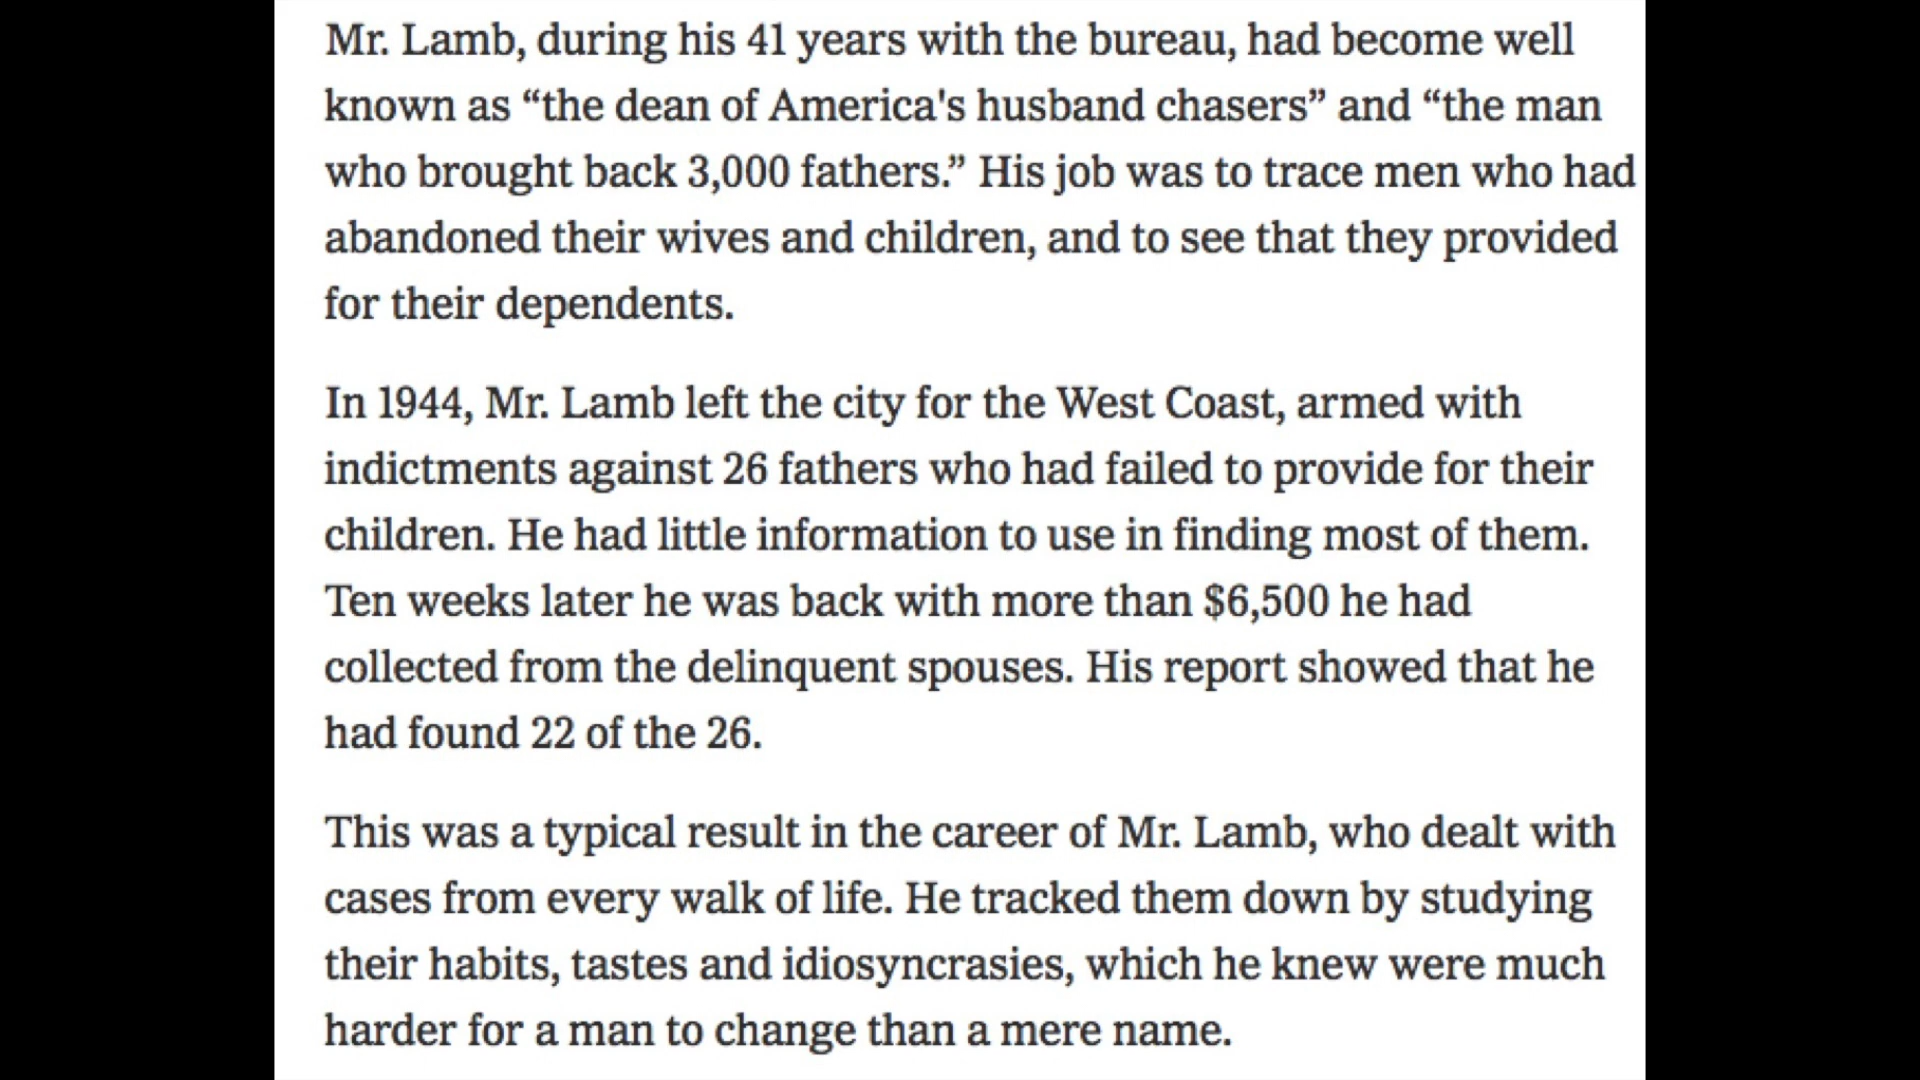 Mr. Lamb, during his 41 years with the bureau, had become well
known as “the dean of America's husband chasers” and “the man
who brought back 3,000 fathers.” His job was to trace men who had
abandoned their wives and children, and to see that they provided
for their dependents.
In 1944, Mr. Lamb left the city for the West Coast, armed with
indictments against 26 fathers who had failed to provide for their
children. He had little information to use in finding most of them.
Ten weeks later he was back with more than $6,500 he had
collected from the delinquent spouses. His report showed that he
had found 22 of the 26.
This was a typical result in the career of Mr. Lamb, who dealt with
cases from every walk of life. He tracked them down by studying
their habits, tastes and idiosyncrasies, which he knew were much
harder for a man to change than a mere name.